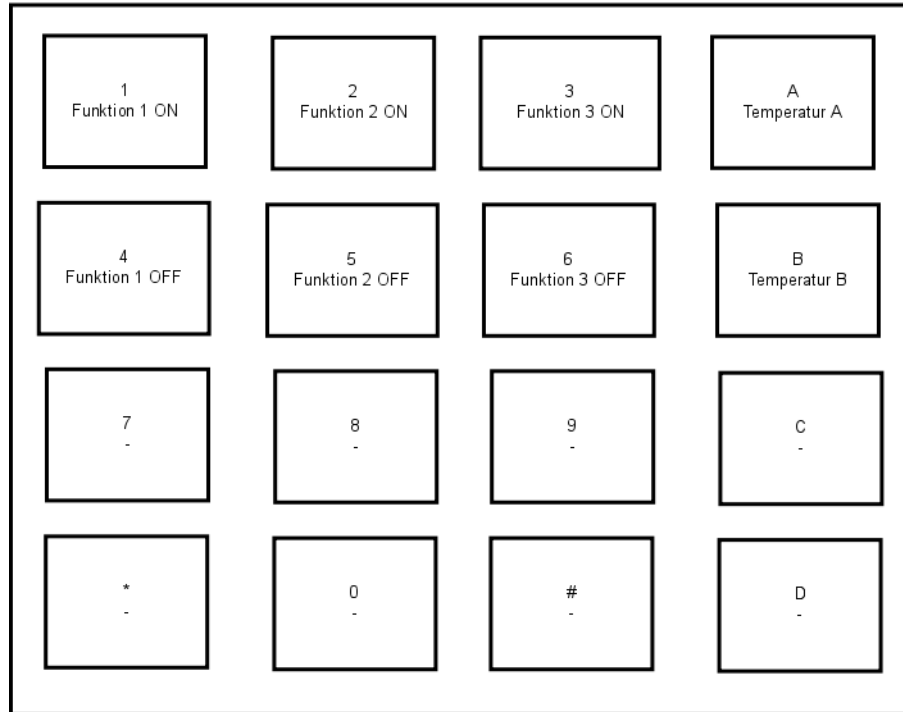 1
Funktion 1 ON
2
Funktion 2 ON
3
Funktion 3 ON
A
Temperatur A
4
Funktion 1 OFF
5
Funktion 2 OFF
6
Funktion 3 OFF
B
Temperatur B
7
-
8
-
9
-
C
-
*
-
0
-
#
-
D
-